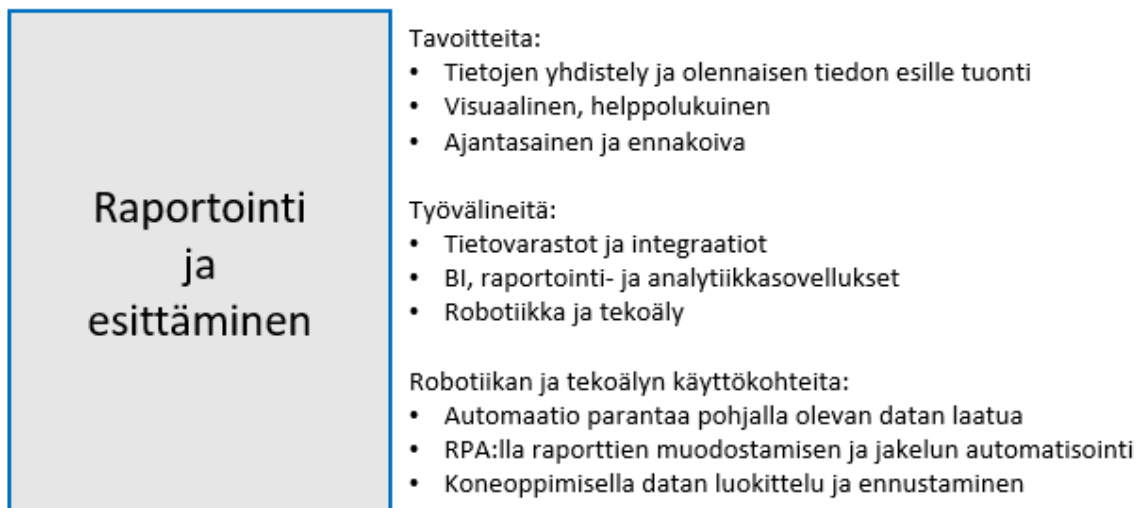 Raportointi
ja
esittäminen
Tavoitteita:
• Tietojen yhdistely ja olennaisen tiedon esille tuonti
• Visuaalinen, helppolukuinen
• Ajantasainen ja ennakoiva
Työvälineitä:
• Tietovarastot ja integraatiot
• BI, raportointi- ja analytiikkasovellukset
• Robotiikka ja tekoäly
Robotiikan ja tekoälyn käyttökohteita:
• Automaatio parantaa pohjalla olevan datan laatua
• RPA:lla raporttien muodostamisen ja jakelun automatisointi
• Koneoppimisella datan luokittelu ja ennustaminen